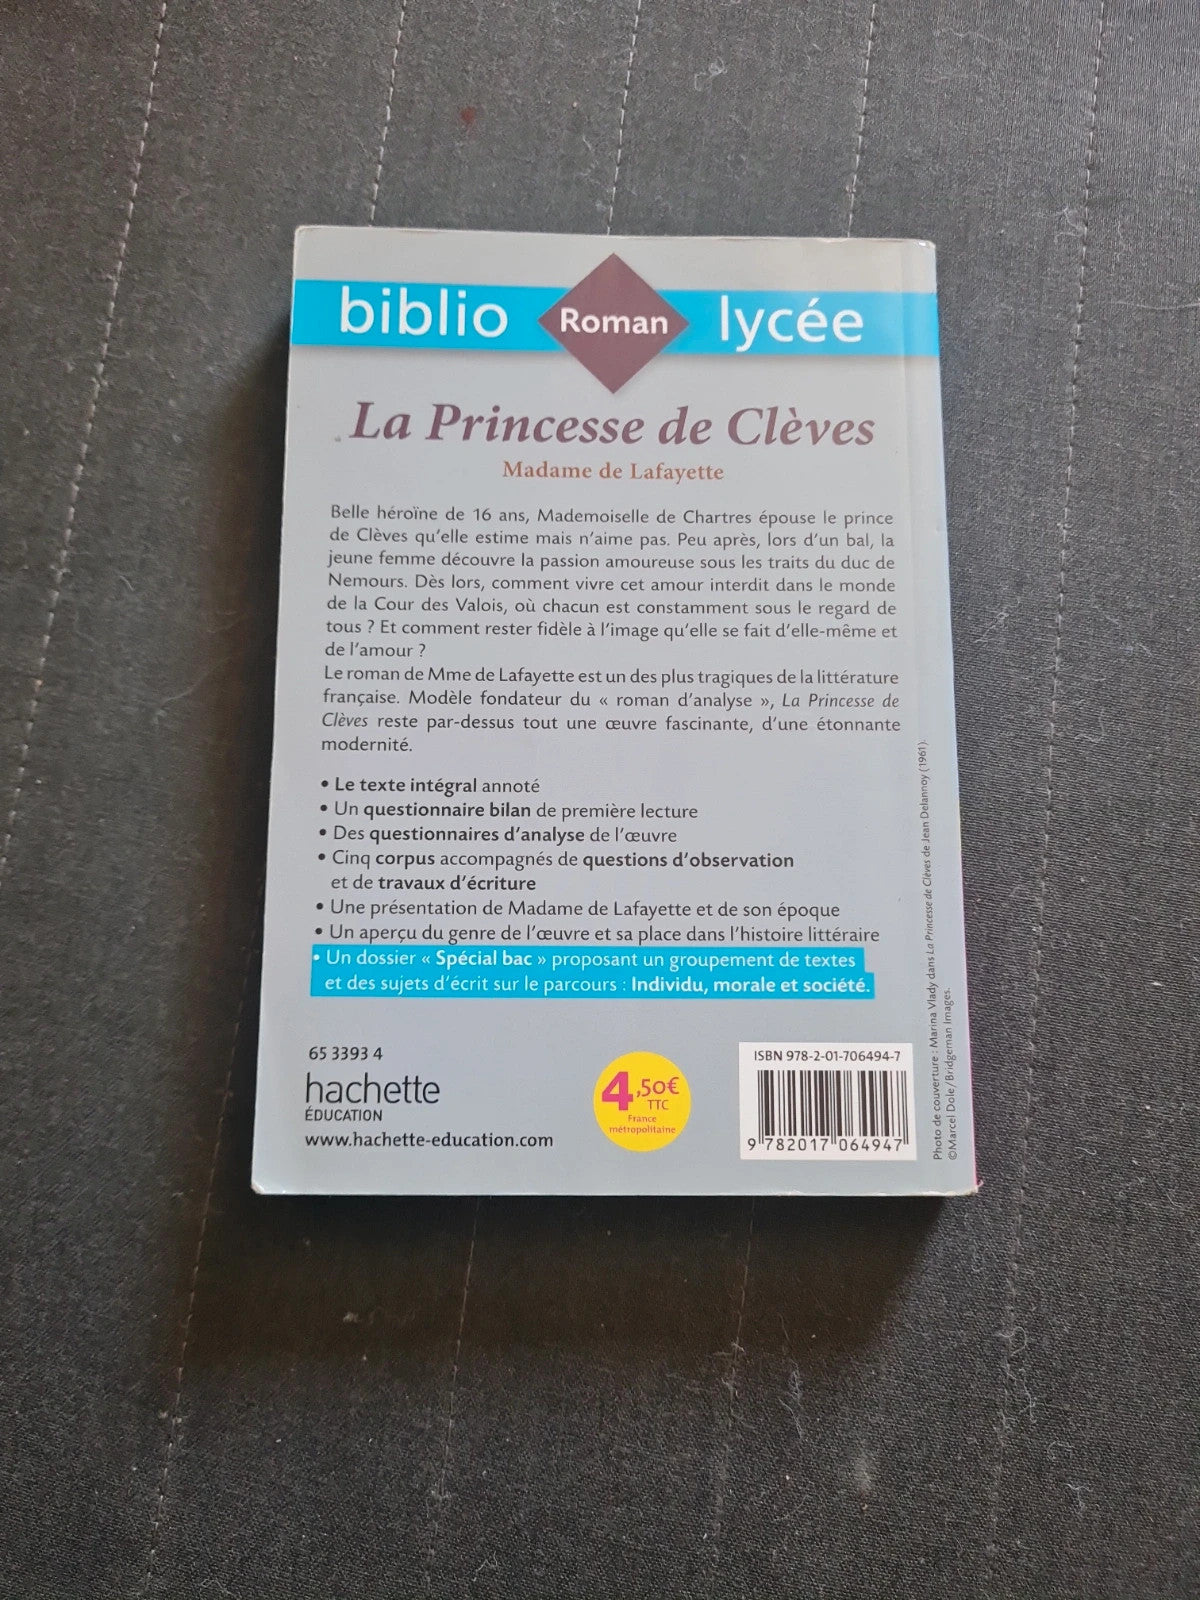 biblio Roman lycée
La Princesse de Clèves
Madame de Lafayette
Belle héroïne de 16 ans, Mademoiselle de Chartres épouse le prince
de Clèves qu'elle estime mais n'aime pas. Peu après, lors d'un bal, la
jeune femme découvre la passion amoureuse sous les traits du duc de
Nemours. Dès lors, comment vivre cet amour interdit dans le monde
de la Cour des Valois, où chacun est constamment sous le regard de
tous ? Et comment rester fidèle à l'image qu'elle se fait d'elle-même et
de l'amour ?
Le roman de Mme de Lafayette est un des plus tragiques de la littérature
française. Modèle fondateur du « roman d'analyse », La Princesse de
Clèves reste par-dessus tout une œuvre fascinante, d'une étonnante
modernité.
• Le texte intégral annoté
• Un questionnaire bilan de première lecture
• Des questionnaires d'analyse de l'œuvre
• Cinq corpus accompagnés de questions d'observation
et de travaux d'écriture
• Une présentation de Madame de Lafayette et de son époque
• Un aperçu du genre de l'œuvre et sa place dans l'histoire littéraire
• Un dossier « Spécial bac » proposant un groupement de textes
et des sujets d'écrit sur le parcours : Individu, morale et société.
65 3393 4
hachette
ÉDUCATION
www.hachette-education.com
4,50€
TTC
France
métropolitaine
ISBN 978-2-01-706494-7
9 782017 064947
Photo de couverture : Marina Vlady dans La Princesse de Clèves de Jean Delannoy (1961).
©Marcel Dole/Bridgeman Images.